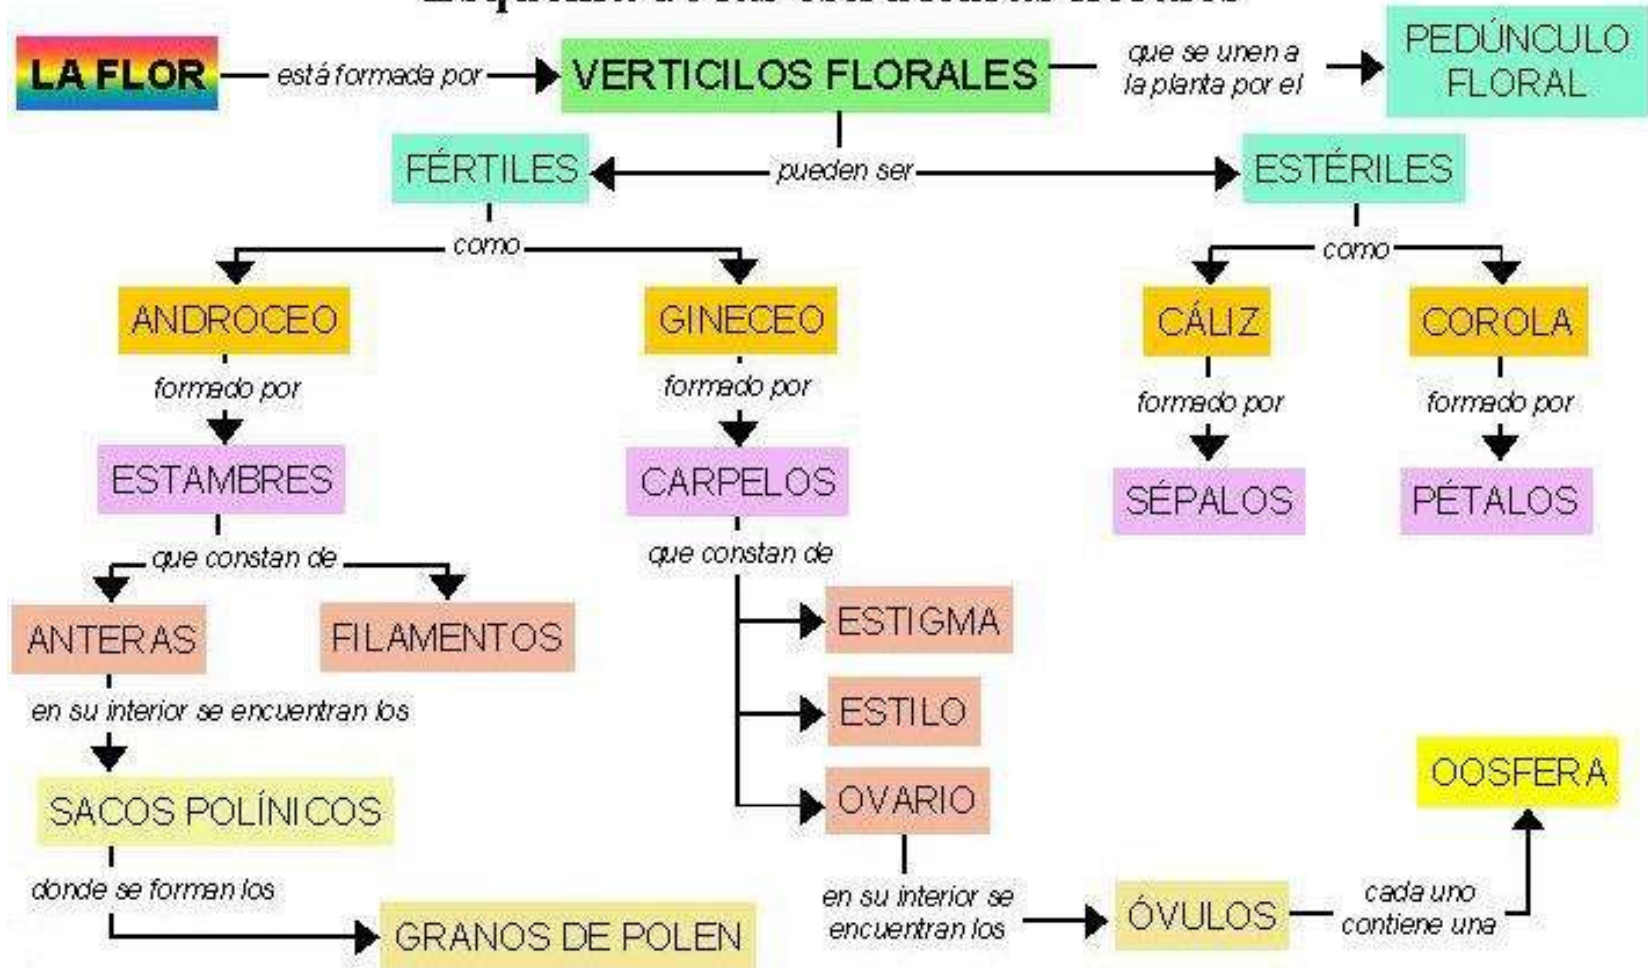 LA FLOR
está formada por
VERTICILOS FLORALES
que se unen a
la planta por el
PEDÚNCULO
FLORAL
FÉRTILES
pueden ser
ESTÉRILES
como
como
ANDROCEO
GINECEO
CÁLIZ
COROLA
formado por
formado por
formado por
formado por
ESTAMBRES
CARPELOS
SÉPALOS
PÉTALOS
que constan de
que constan de
ANTERAS
FILAMENTOS
ESTIGMA
en su interior se encuentran los
ESTILO
SACOS POLÍNICOS
OVARIO
OOSFERA
donde se forman los
GRANOS DE POLEN
en su interior se
encuentran los
ÓVULOS
cada uno
contiene una